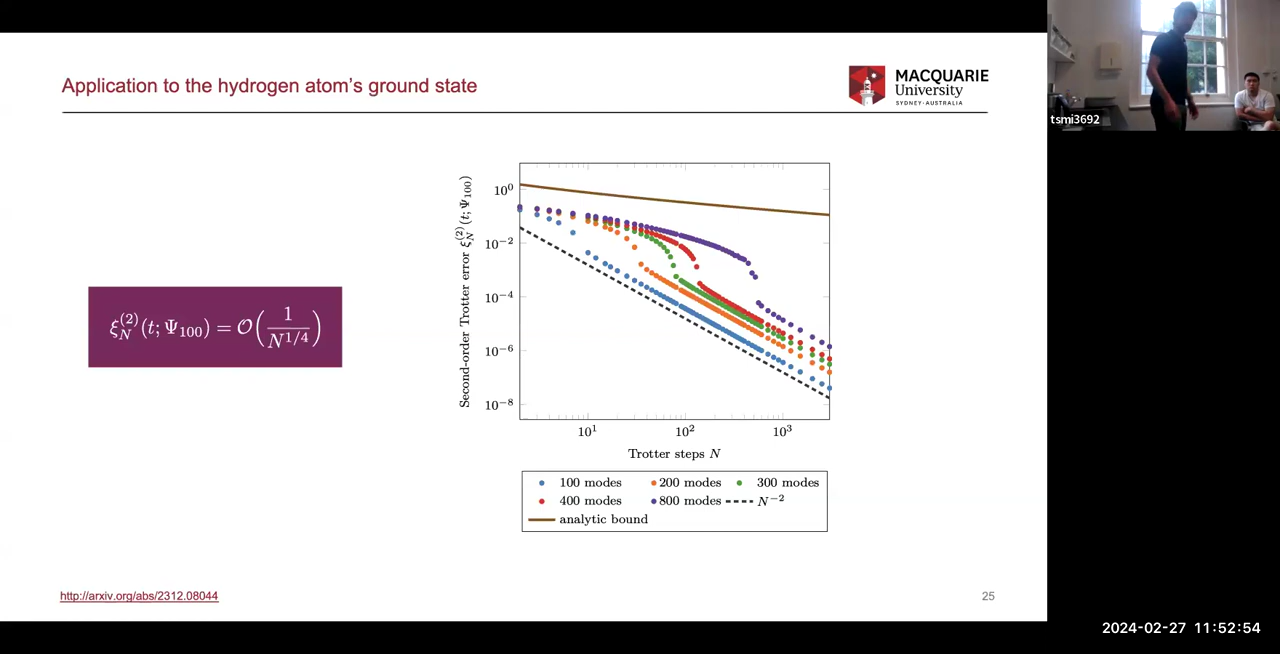 Application to the hydrogen atom's ground state
MACQUARIE
University
SYDNEY·AUSTRALIA
tsmi3692
ξ_N^(2)(t; Ψ_100) = 𝒪(1/N^{1/4})
Second-order Trotter error ξ_N^(2)(t; Ψ_100)
10^0
10^−2
10^−4
10^−6
10^−8
10^1 10^2 10^3
Trotter steps N
100 modes 200 modes 300 modes
400 modes 800 modes N^−2
analytic bound
http://arxiv.org/abs/2312.08044
25
2024-02-27 11:52:54